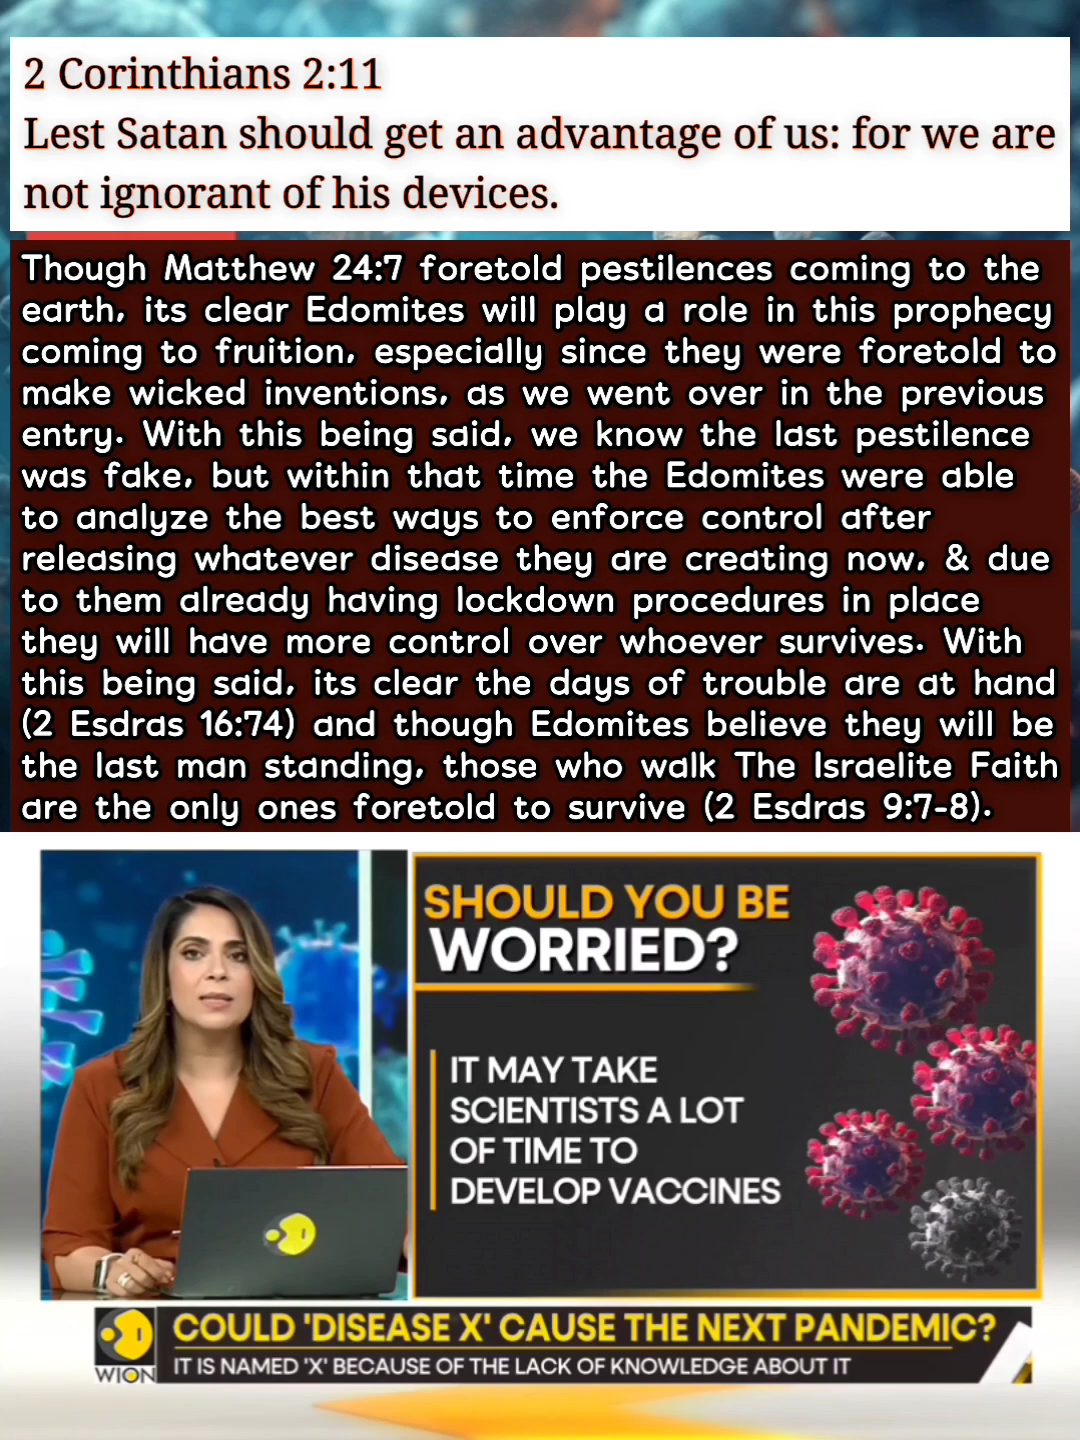 2 Corinthians 2:11
Lest Satan should get an advantage of us: for we are
not ignorant of his devices.
Though Matthew 24:7 foretold pestilences coming to the
earth, its clear Edomites will play a role in this prophecy
coming to fruition, especially since they were foretold to
make wicked inventions, as we went over in the previous
entry. With this being said, we know the last pestilence
was fake, but within that time the Edomites were able
to analyze the best ways to enforce control after
releasing whatever disease they are creating now, & due
to them already having lockdown procedures in place
they will have more control over whoever survives. With
this being said, its clear the days of trouble are at hand
(2 Esdras 16:74) and though Edomites believe they will be
the last man standing, those who walk The Israelite Faith
are the only ones foretold to survive (2 Esdras 9:7-8).
SHOULD YOU BE
WORRIED?
IT MAY TAKE
SCIENTISTS A LOT
OF TIME TO
DEVELOP VACCINES
COULD 'DISEASE X' CAUSE THE NEXT PANDEMIC?
IT IS NAMED 'X' BECAUSE OF THE LACK OF KNOWLEDGE ABOUT IT
WION